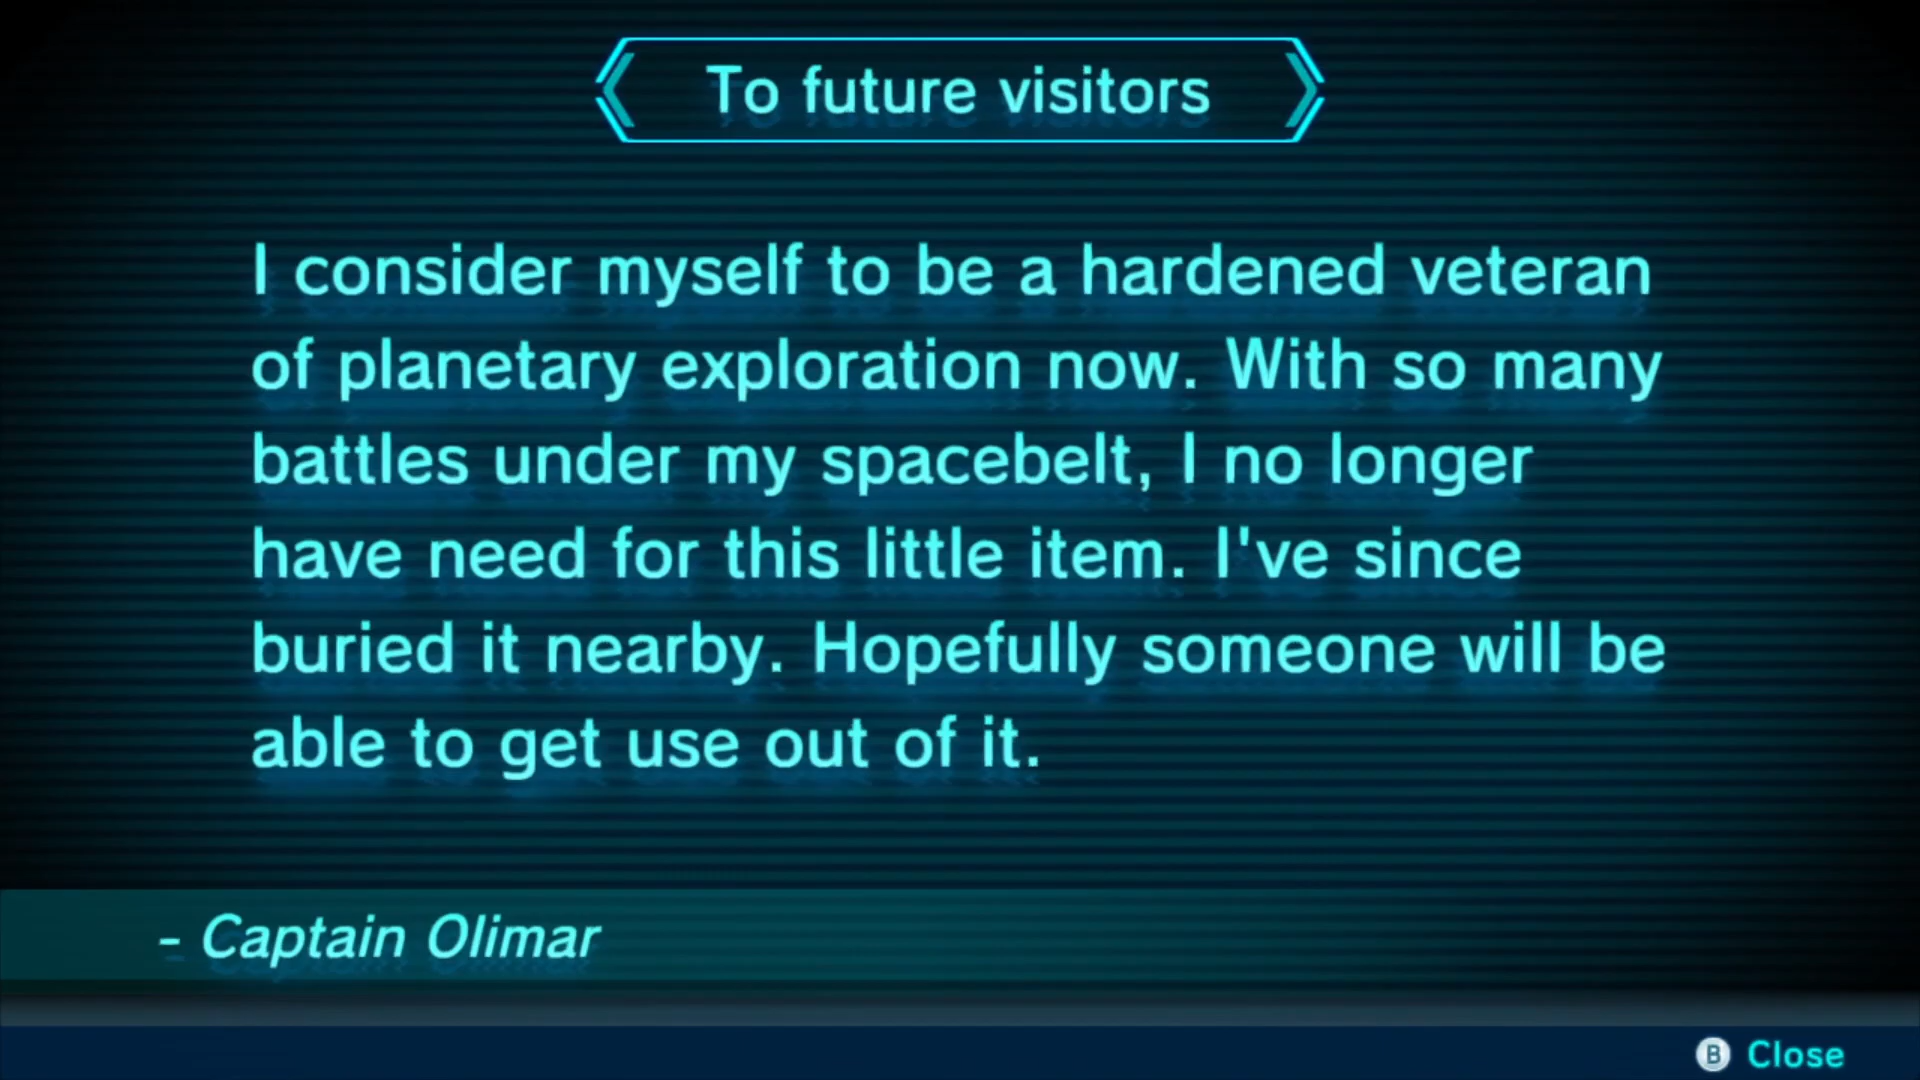 To future visitors
I consider myself to be a hardened veteran
of planetary exploration now. With so many
battles under my spacebelt, I no longer
have need for this little item. I've since
buried it nearby. Hopefully someone will be
able to get use out of it.
- Captain Olimar
B Close